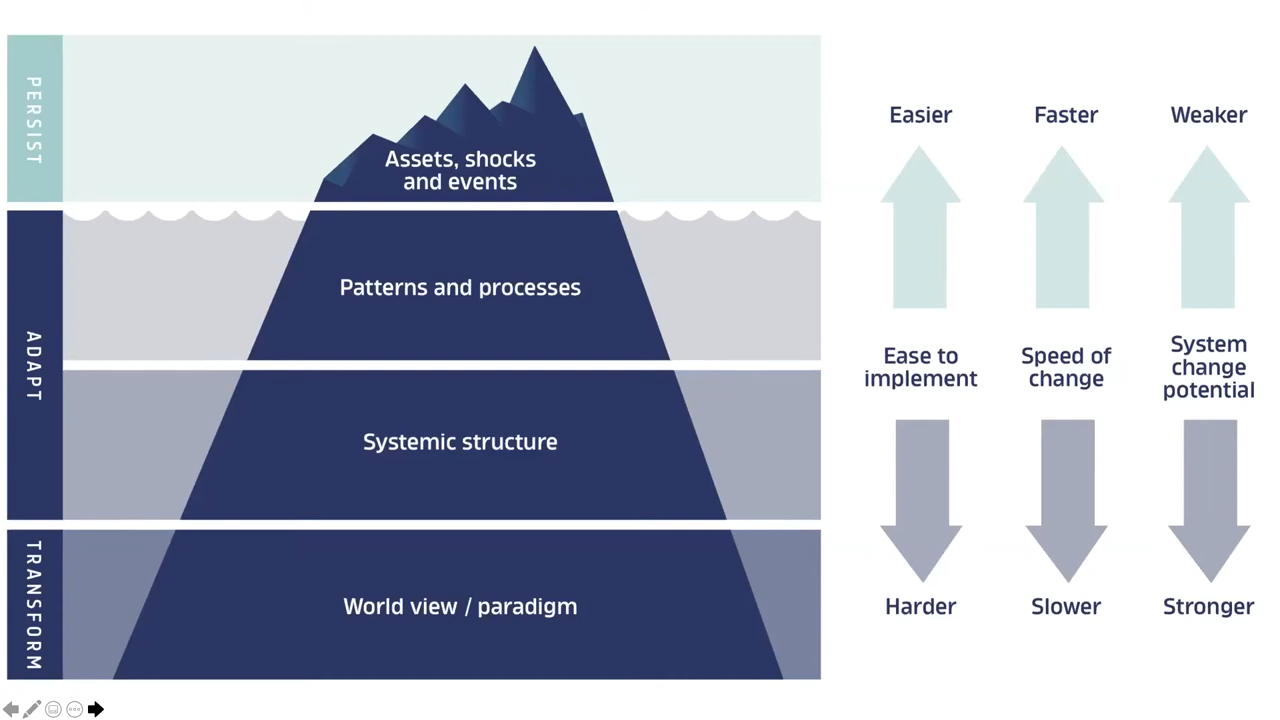 PERSIST
Assets, shocks
and events
ADAPT
Patterns and processes
Systemic structure
TRANSFORM
World view / paradigm
Easier
Faster
Weaker
Ease to
implement
Speed of
change
System
change
potential
Harder
Slower
Stronger